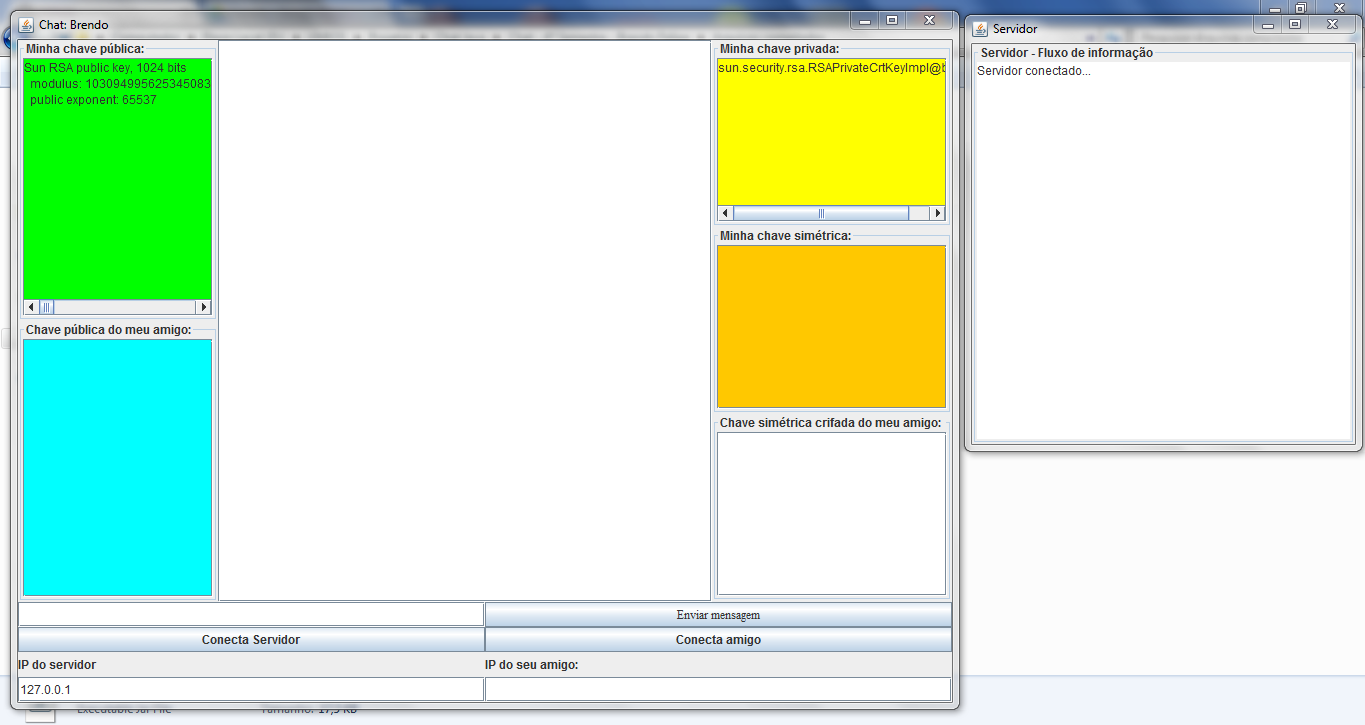 Chat: Brendo
Minha chave pública:
Sun RSA public key, 1024 bits
modulus: 103094995625345083
public exponent: 65537
Chave pública do meu amigo:
Minha chave privada:
sun.security.rsa.RSAPrivateCrtKeyImpl@b
Minha chave simétrica:
Chave simétrica crifada do meu amigo:
Enviar mensagem
Conecta Servidor
Conecta amigo
IP do servidor
IP do seu amigo:
127.0.0.1
Servidor
Servidor - Fluxo de informação
Servidor conectado...
Executable Jar File
Tamanho: 17,5 KB